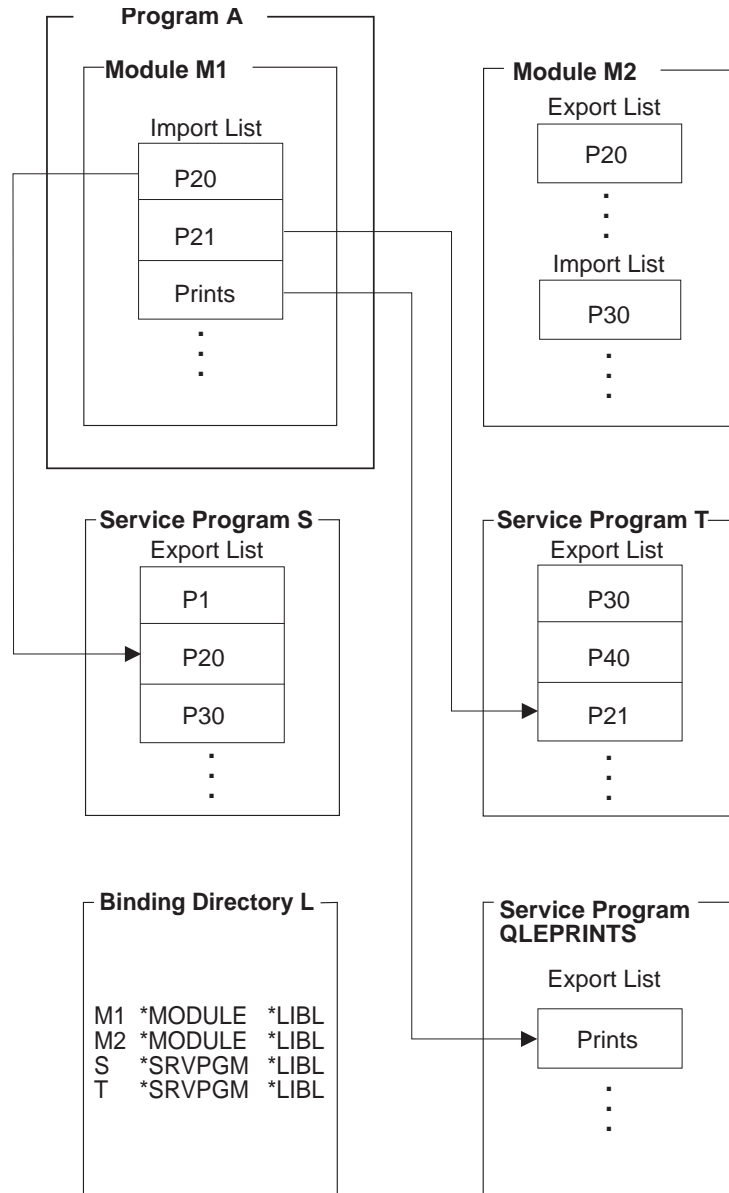 Program A
Module M1
Import List
P20
P21
Prints
Module M2
Export List
P20
Import List
P30
Service Program S
Export List
P1
P20
P30
Service Program T
Export List
P30
P40
P21
Binding Directory L
M1 *MODULE *LIBL
M2 *MODULE *LIBL
S *SRVPGM *LIBL
T *SRVPGM *LIBL
Service Program
QLEPRINTS
Export List
Prints